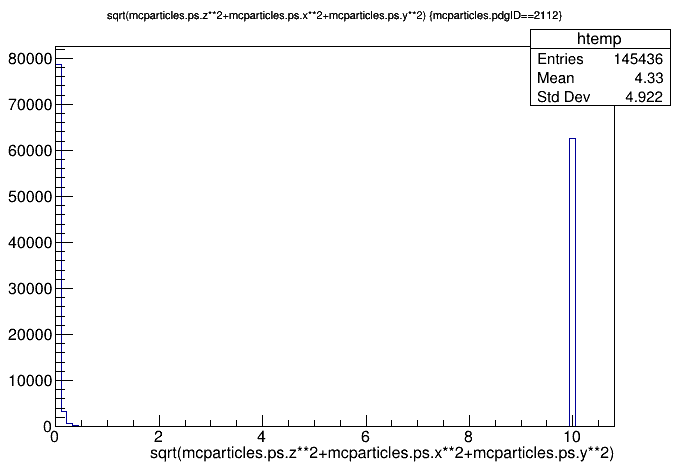 sqrt(mcparticles.ps.z**2+mcparticles.ps.x**2+mcparticles.ps.y**2) {mcparticles.pdgID==2112}
htemp
Entries 145436
Mean 4.33
Std Dev 4.922
80000
70000
60000
50000
40000
30000
20000
10000
0
0 2 4 6 8 10
sqrt(mcparticles.ps.z**2+mcparticles.ps.x**2+mcparticles.ps.y**2)